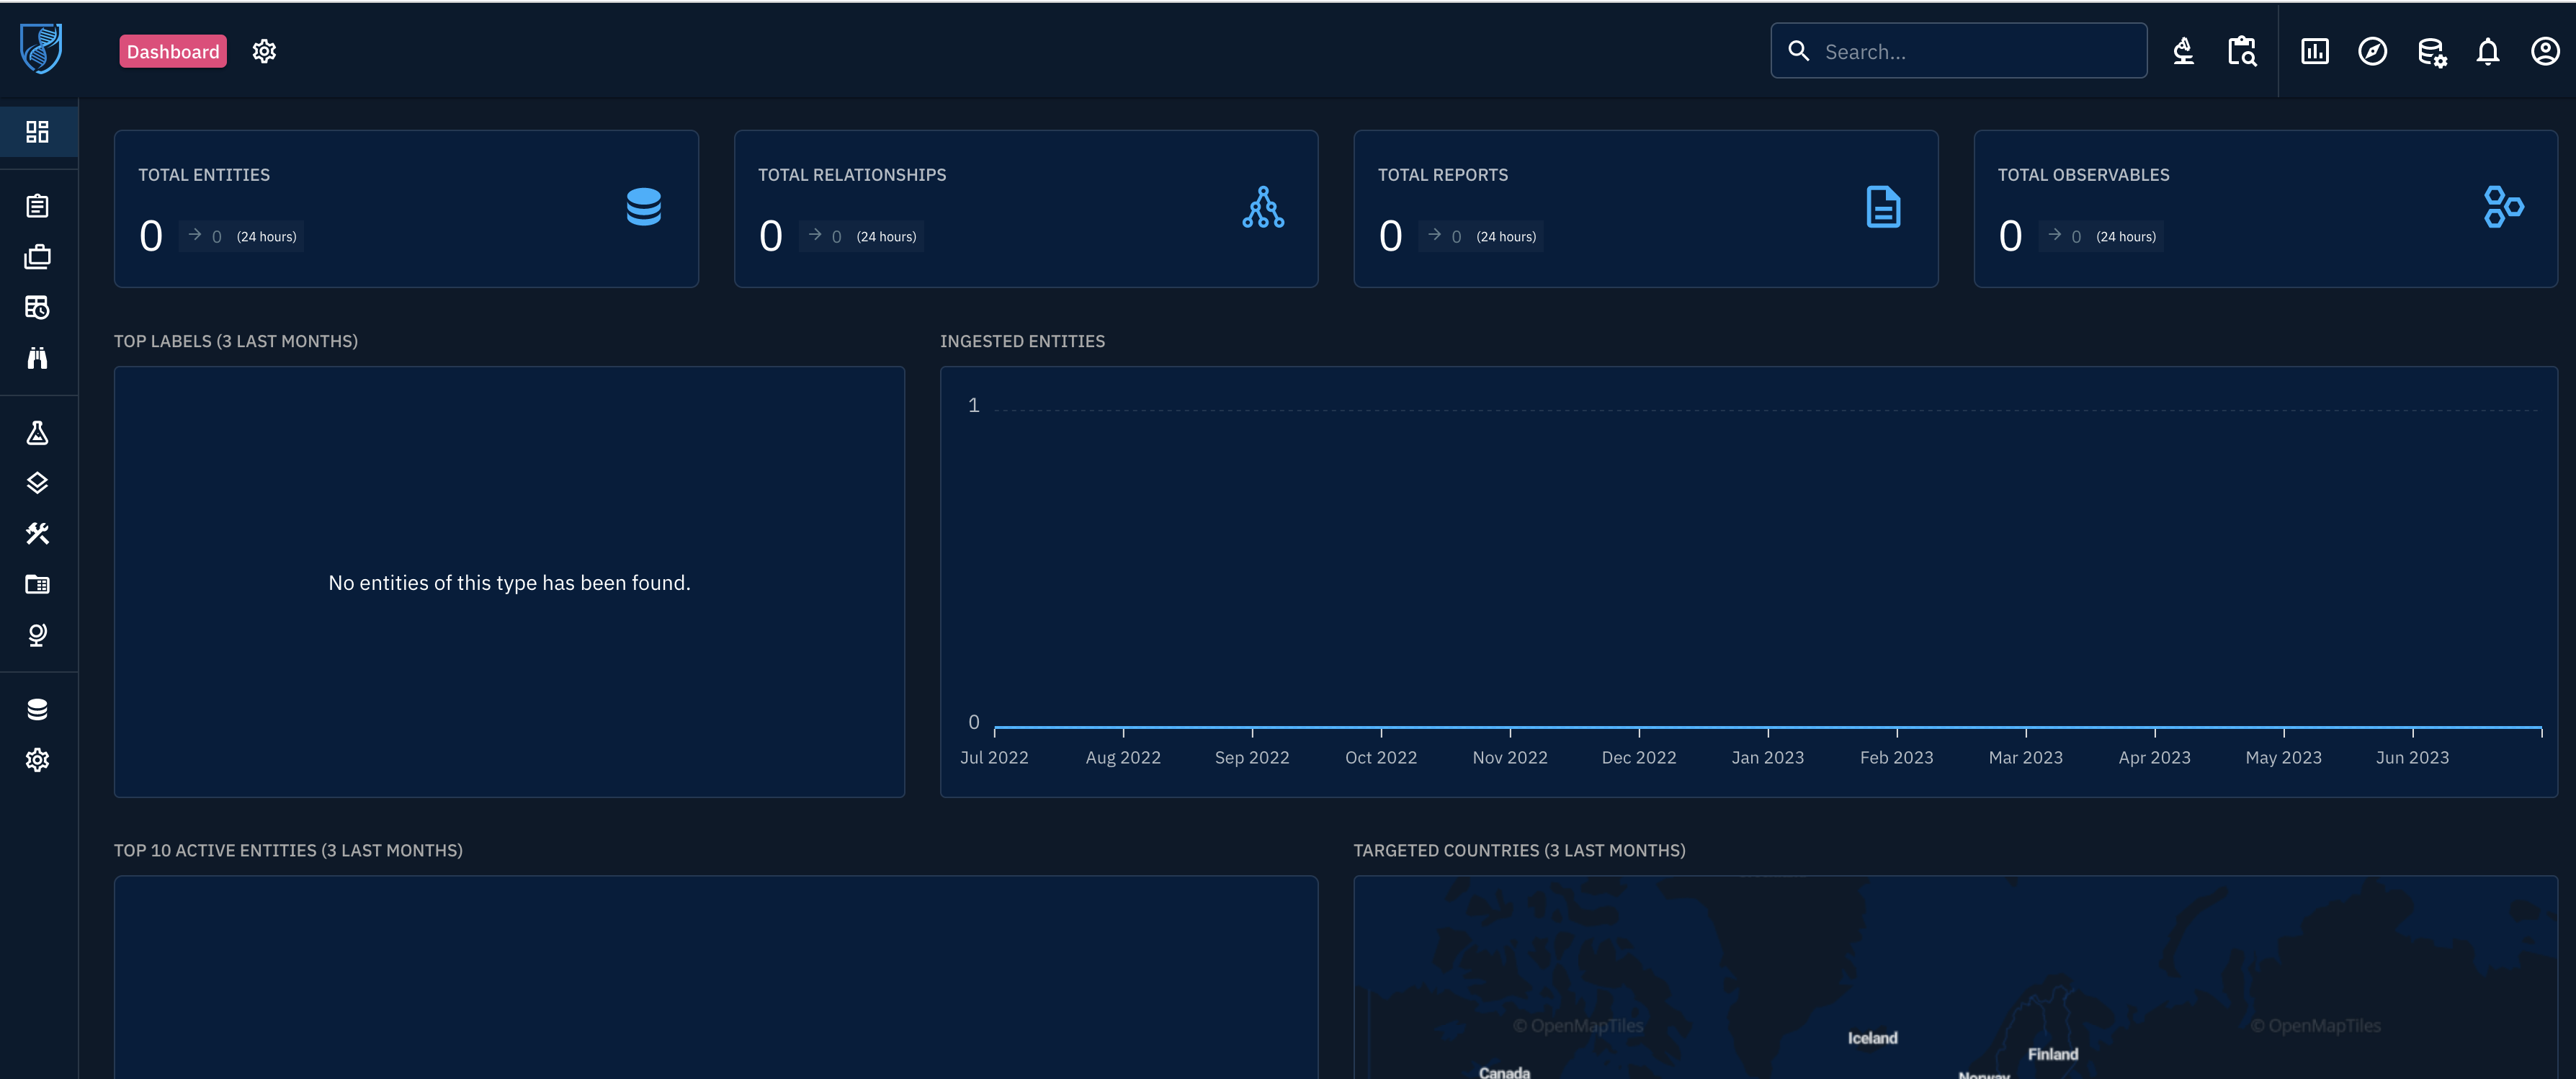 Dashboard
Search...
TOTAL ENTITIES
0 0 (24 hours)
TOTAL RELATIONSHIPS
0 0 (24 hours)
TOTAL REPORTS
0 0 (24 hours)
TOTAL OBSERVABLES
0 0 (24 hours)
TOP LABELS (3 LAST MONTHS)
No entities of this type has been found.
INGESTED ENTITIES
1
0
Jul 2022 Aug 2022 Sep 2022 Oct 2022 Nov 2022 Dec 2022 Jan 2023 Feb 2023 Mar 2023 Apr 2023 May 2023 Jun 2023
TOP 10 ACTIVE ENTITIES (3 LAST MONTHS)
TARGETED COUNTRIES (3 LAST MONTHS)
© OpenMapTiles © OpenMapTiles
Iceland
Finland
Canada
Norway